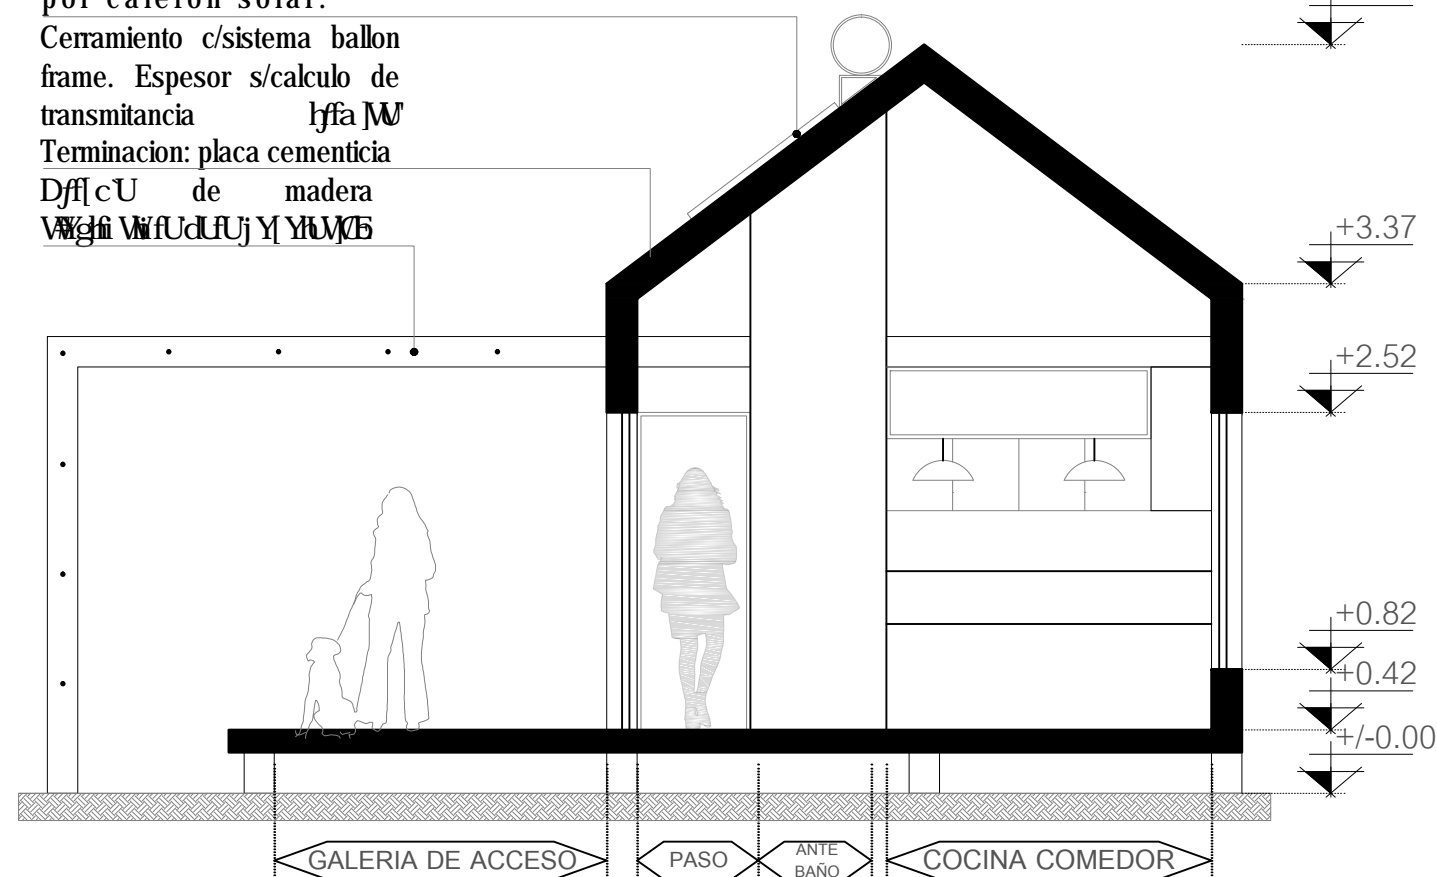 por calefon solar.
Cerramiento c/sistema ballon
frame. Espesor s/calculo de
transmitancia
Terminacion: placa cementicia
de madera
+3.37
+2.52
+0.82
+0.42
+/-0.00
GALERIA DE ACCESO
PASO
ANTE
BAÑO
COCINA COMEDOR